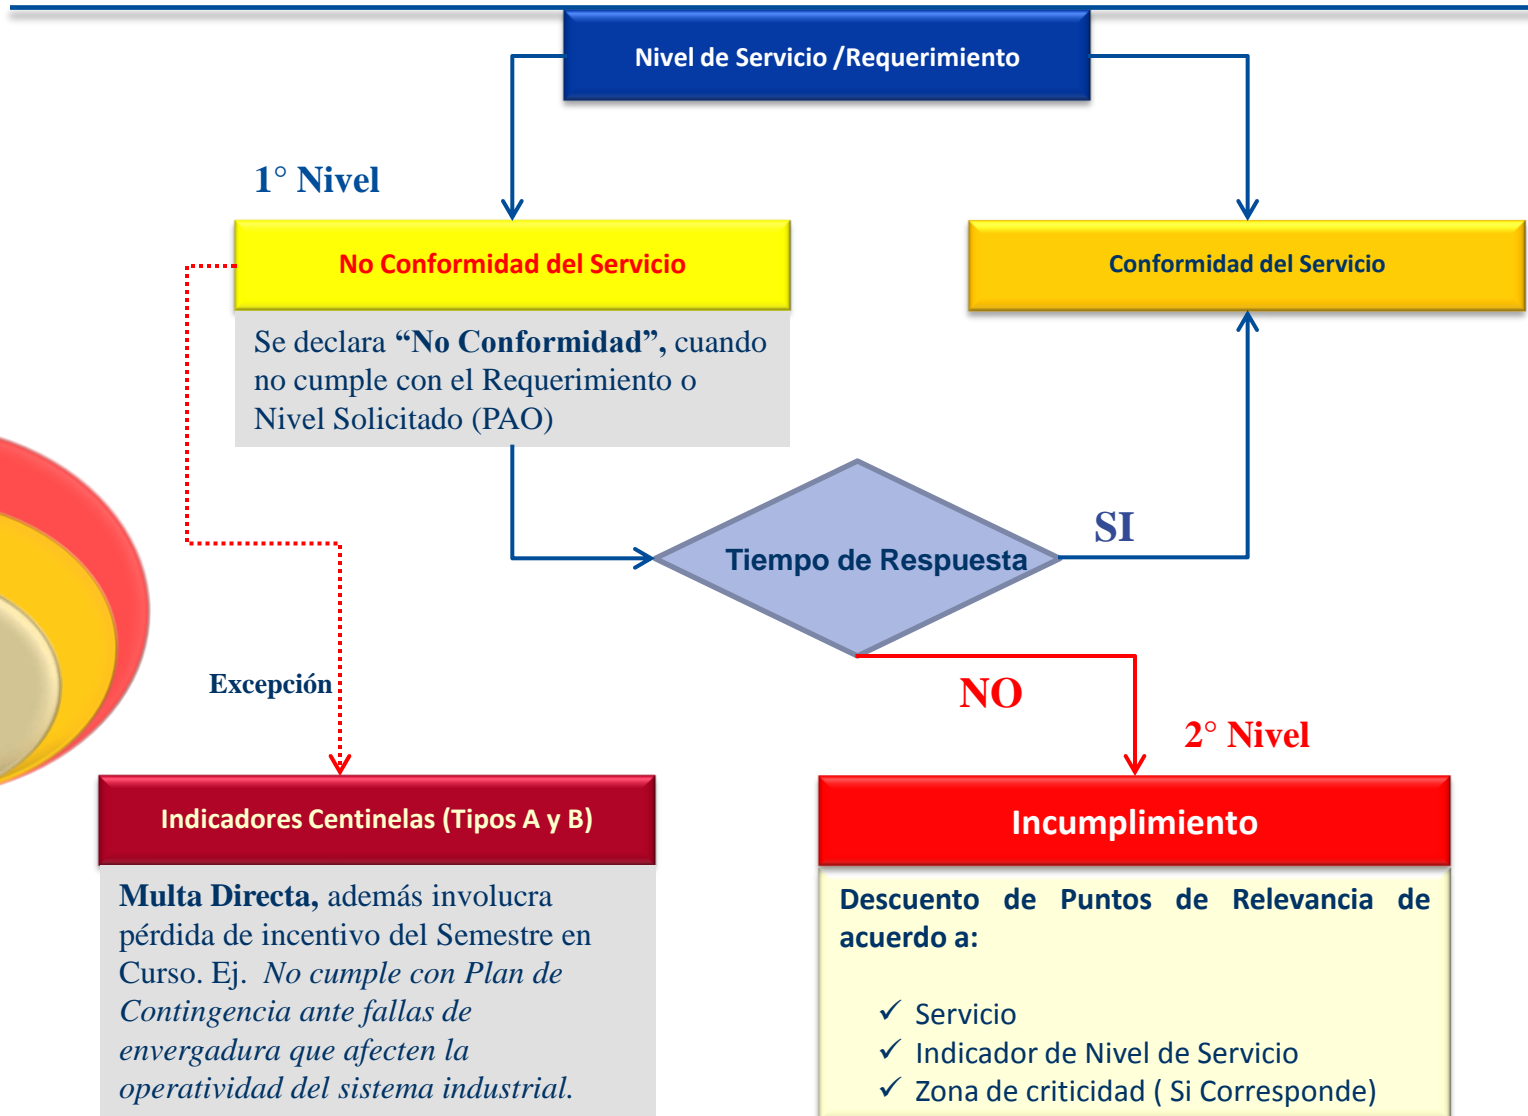 Nivel de Servicio /Requerimiento
1° Nivel
No Conformidad del Servicio
Conformidad del Servicio
Se declara “No Conformidad”, cuando
no cumple con el Requerimiento o
Nivel Solicitado (PAO)
SI
Tiempo de Respuesta
Excepción
NO
2° Nivel
Indicadores Centinelas (Tipos A y B)
Multa Directa, además involucra
pérdida de incentivo del Semestre en
Curso. Ej. No cumple con Plan de
Contingencia ante fallas de
envergadura que afecten la
operatividad del sistema industrial.
Incumplimiento
Descuento de Puntos de Relevancia de
acuerdo a:
✓ Servicio
✓ Indicador de Nivel de Servicio
✓ Zona de criticidad ( Si Corresponde)